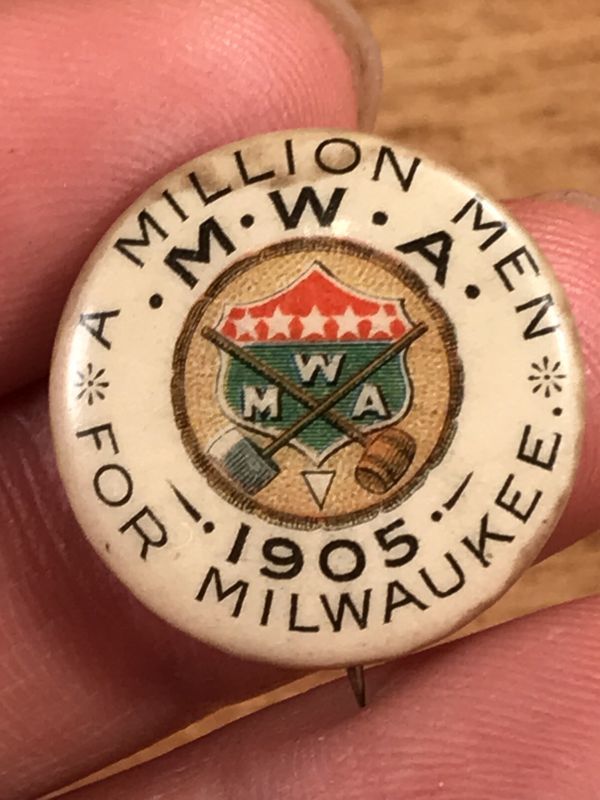 A MILLION MEN
FOR MILWAUKEE.
.M.W.A.
M W A
.1905.